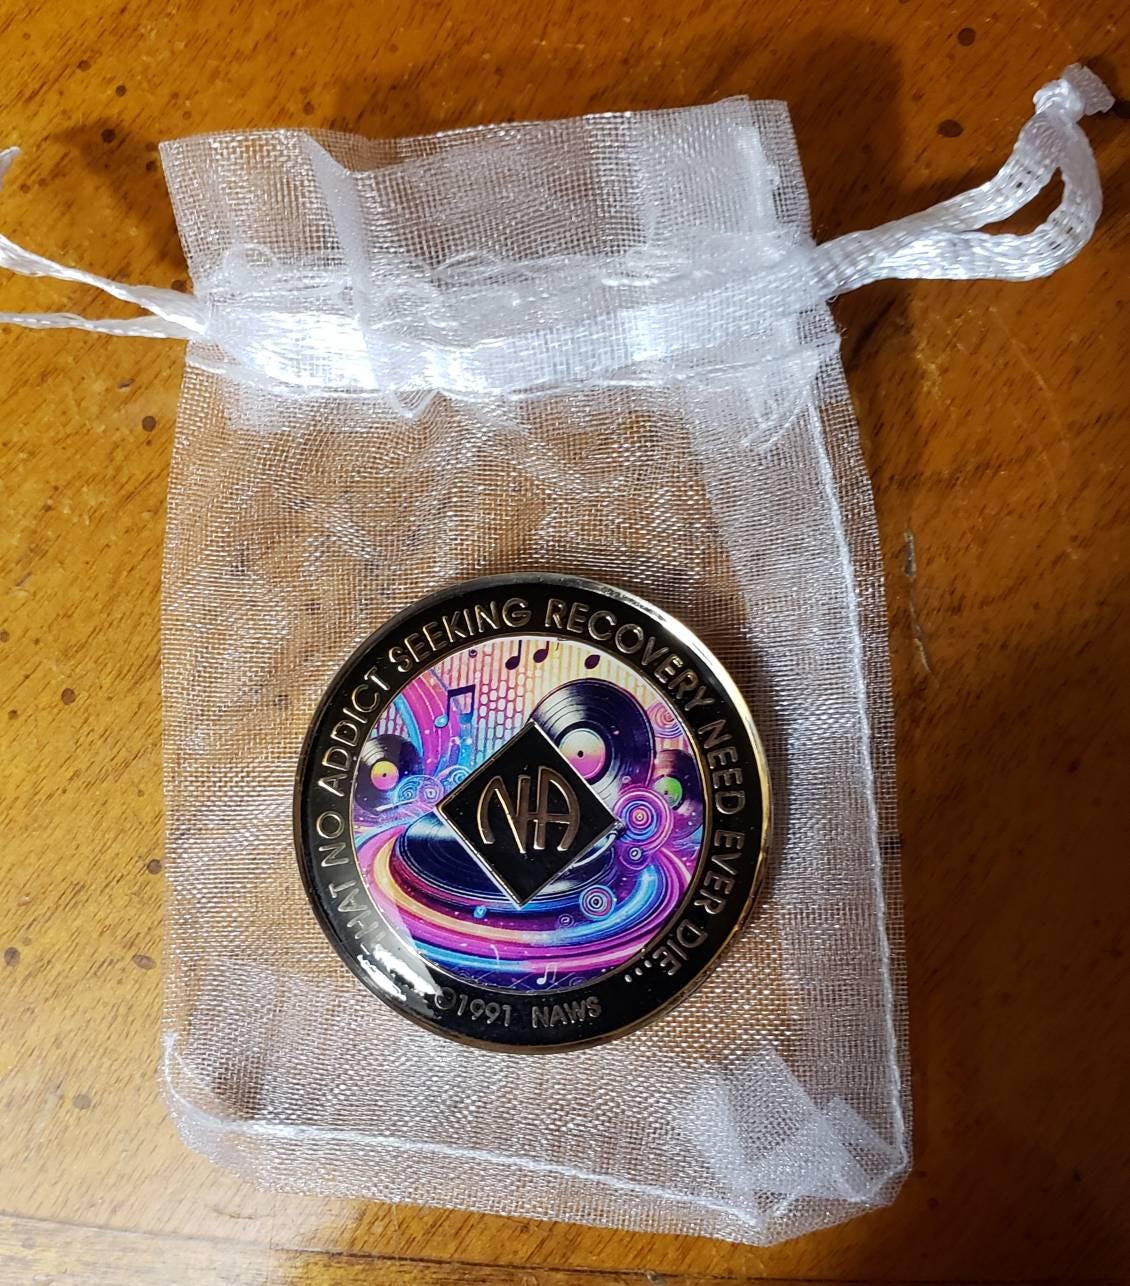 THAT NO ADDICT SEEKING RECOVERY NEED EVER DIE...
NA
©1991 NAWS